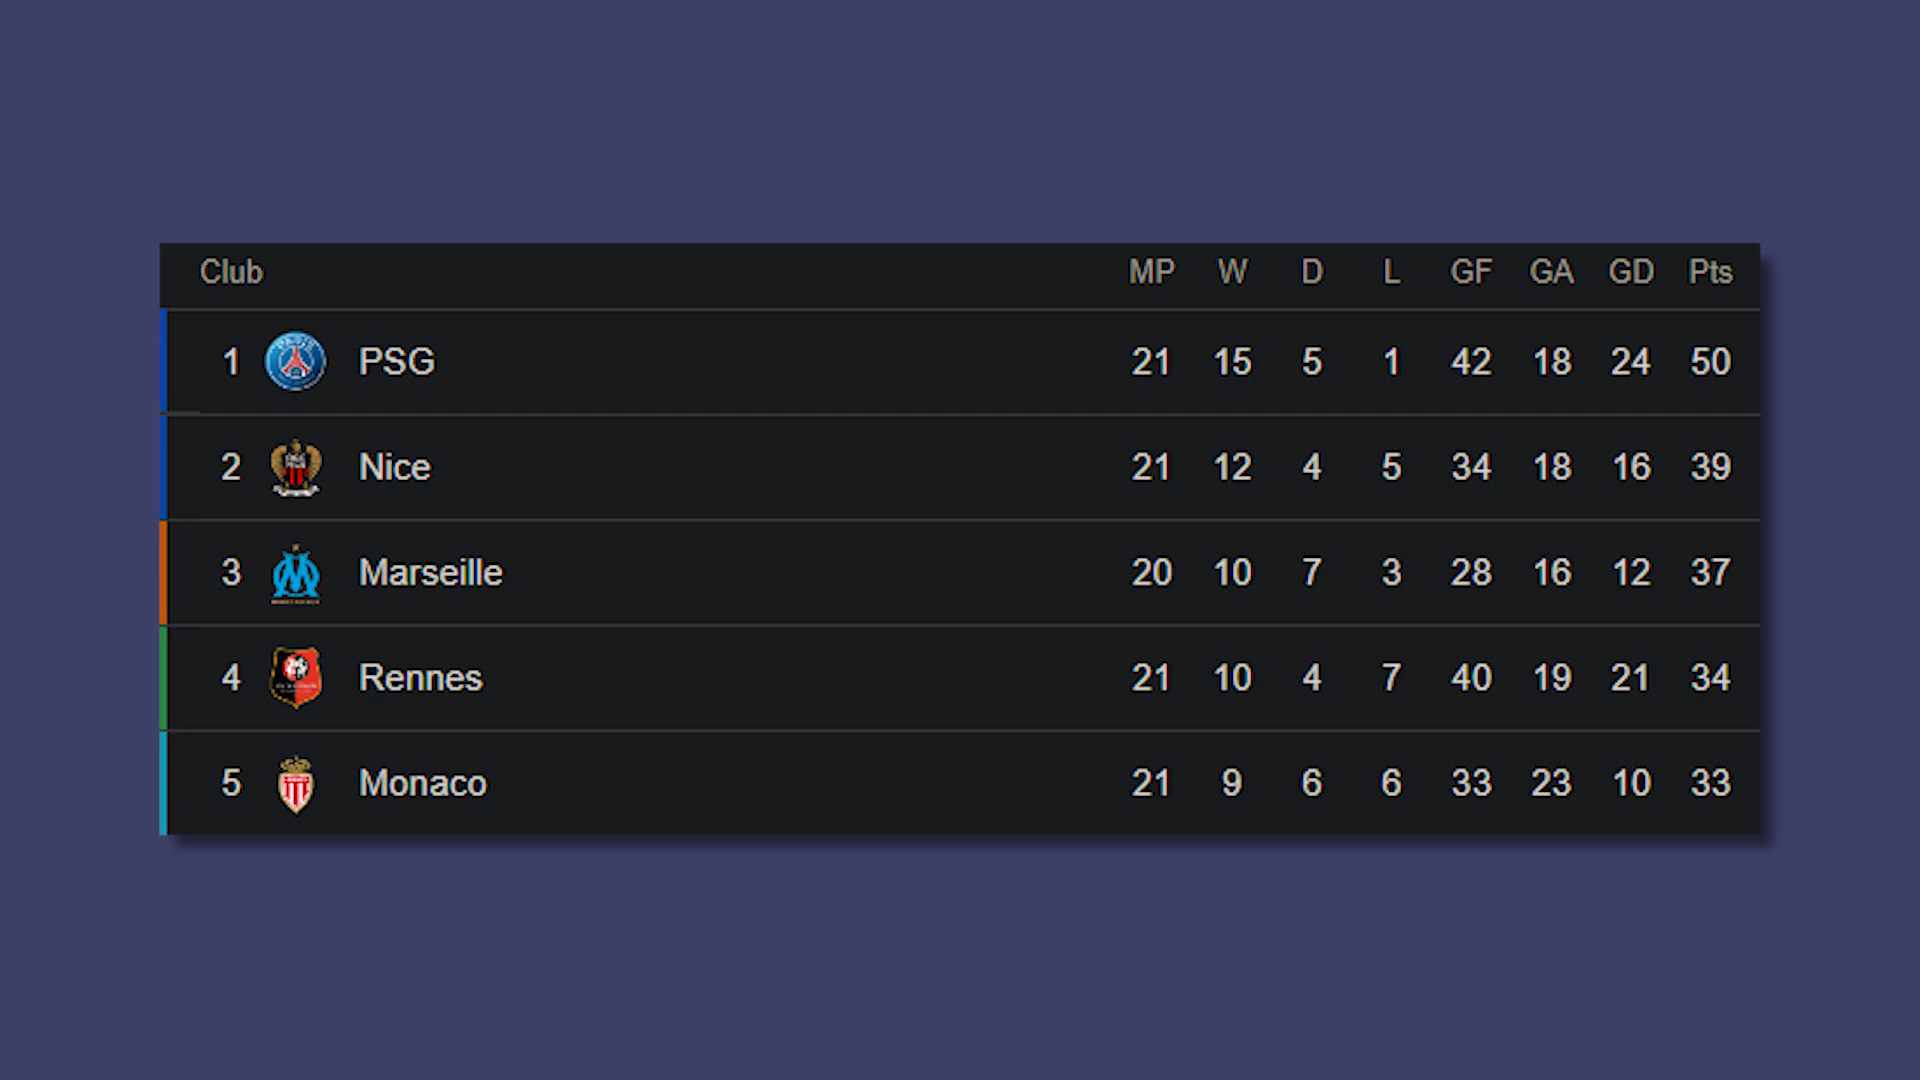 Club MP W D L GF GA GD Pts
1 PSG 21 15 5 1 42 18 24 50
2 Nice 21 12 4 5 34 18 16 39
3 Marseille 20 10 7 3 28 16 12 37
4 Rennes 21 10 4 7 40 19 21 34
5 Monaco 21 9 6 6 33 23 10 33